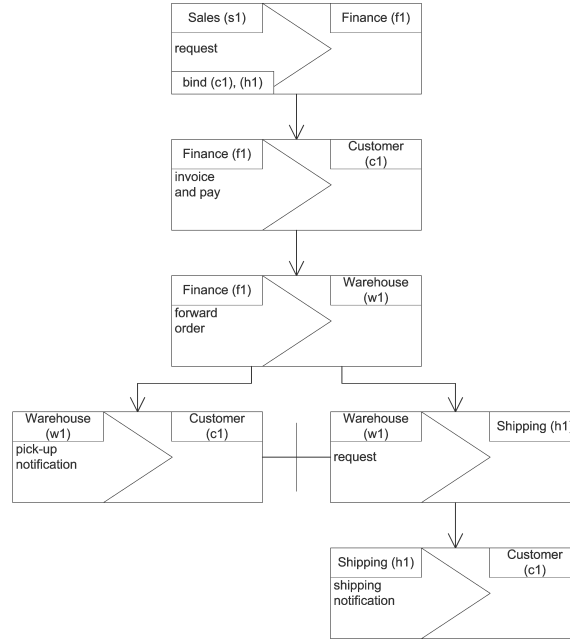 Sales (s1)
Finance (f1)
request
bind (c1), (h1)
Finance (f1)
Customer
(c1)
invoice
and pay
Finance (f1)
Warehouse
(w1)
forward
order
Warehouse
(w1)
Customer
(c1)
pick-up
notification
Warehouse
(w1)
Shipping (h1)
request
Shipping (h1)
Customer
(c1)
shipping
notification